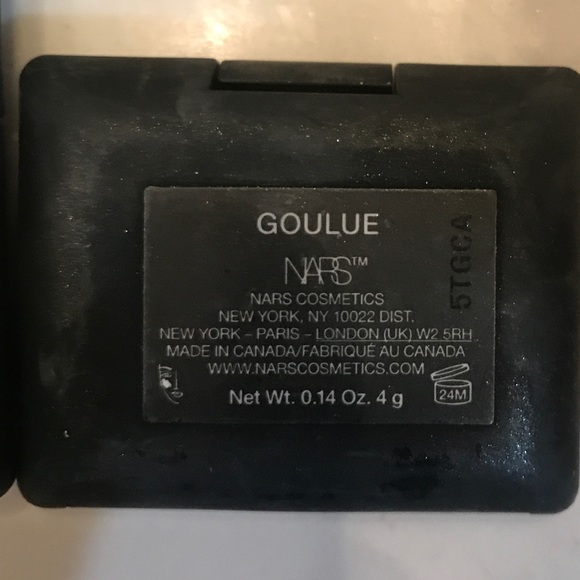 GOULUE
NARS™
NARS COSMETICS
NEW YORK, NY 10022 DIST.
NEW YORK – PARIS – LONDON (UK) W2 5RH
MADE IN CANADA/FABRIQUÉ AU CANADA
WWW.NARSCOSMETICS.COM
Net Wt. 0.14 Oz. 4 g
24M
5TGCA